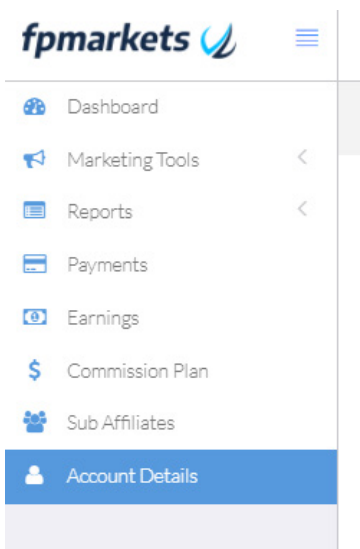 fpmarkets
Dashboard
Marketing Tools
Reports
Payments
Earnings
Commission Plan
Sub Affiliates
Account Details